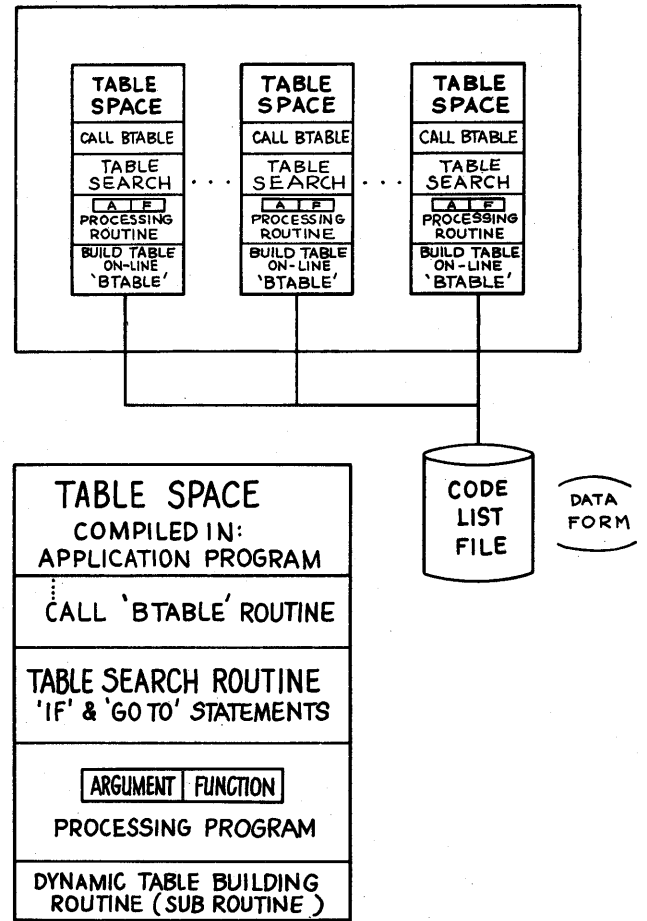 TABLE
SPACE
CALL BTABLE
TABLE
SEARCH
A F
PROCESSING
ROUTINE
BUILD TABLE
ON-LINE
'BTABLE'
. . .
TABLE
SPACE
CALL BTABLE
TABLE
SEARCH
A F
PROCESSING
ROUTINE
BUILD TABLE
ON-LINE
'BTABLE'
. . .
TABLE
SPACE
CALL BTABLE
TABLE
SEARCH
A F
PROCESSING
ROUTINE
BUILD TABLE
ON-LINE
'BTABLE'
CODE
LIST
FILE
DATA
FORM
TABLE SPACE
COMPILED IN:
APPLICATION PROGRAM
CALL 'BTABLE' ROUTINE
TABLE SEARCH ROUTINE
'IF' & 'GO TO' STATEMENTS
ARGUMENT FUNCTION
PROCESSING PROGRAM
DYNAMIC TABLE BUILDING
ROUTINE (SUB ROUTINE)